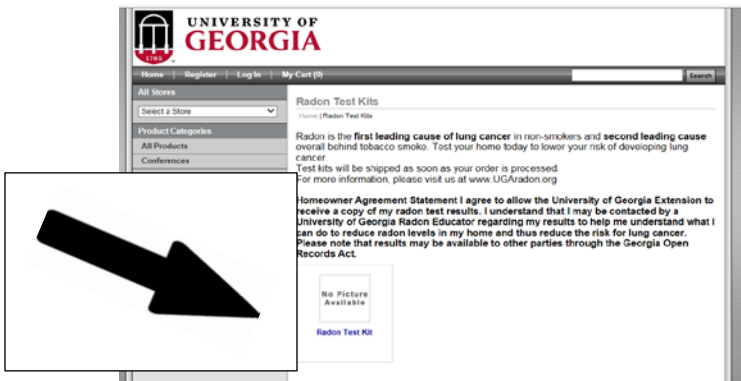 UNIVERSITY OF
GEORGIA
1785
Home | Register | Log In | My Cart (0)
Search
All Stores
Select a Store
Product Categories
All Products
Conferences
Radon Test Kits
Home | Radon Test Kits
Radon is the first leading cause of lung cancer in non-smokers and second leading cause
overall behind tobacco smoke. Test your home today to lower your risk of developing lung
cancer.
Test kits will be shipped as soon as your order is processed.
For more information, please visit us at www.UGAradon.org
Homeowner Agreement Statement I agree to allow the University of Georgia Extension to
receive a copy of my radon test results. I understand that I may be contacted by a
University of Georgia Radon Educator regarding my results to help me understand what I
can do to reduce radon levels in my home and thus reduce the risk for lung cancer.
Please note that results may be available to other parties through the Georgia Open
Records Act.
No Picture
Available
Radon Test Kit